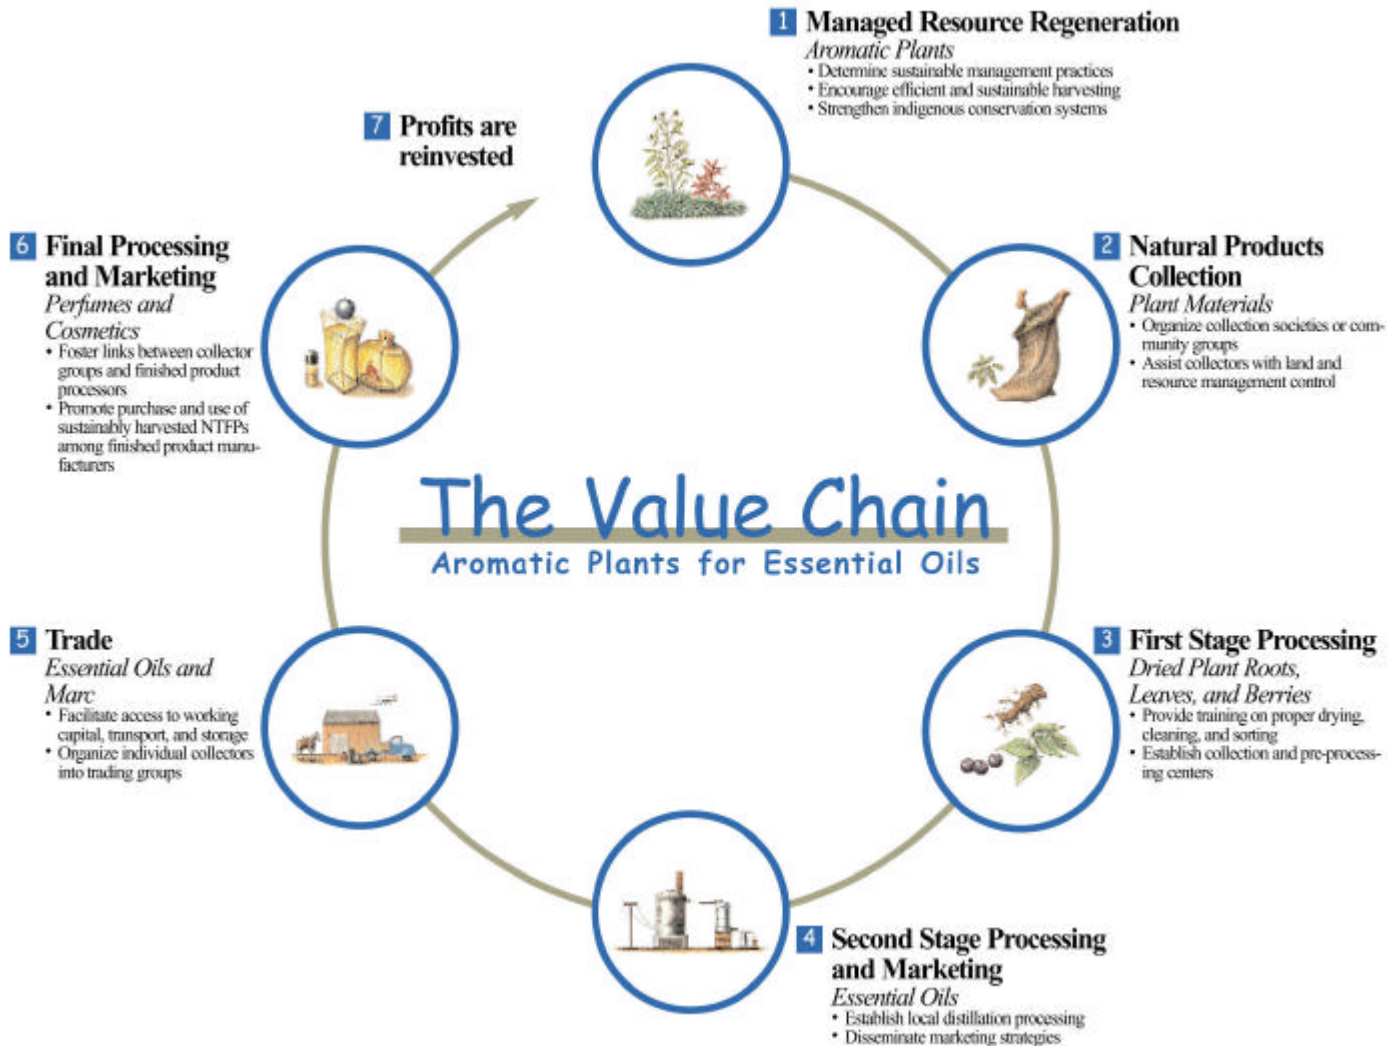 1 Managed Resource Regeneration
Aromatic Plants
• Determine sustainable management practices
• Encourage efficient and sustainable harvesting
• Strengthen indigenous conservation systems
2 Natural Products
Collection
Plant Materials
• Organize collection societies or com-
munity groups
• Assist collectors with land and
resource management control
3 First Stage Processing
Dried Plant Roots,
Leaves, and Berries
• Provide training on proper drying,
cleaning, and sorting
• Establish collection and pre-process-
ing centers
4 Second Stage Processing
and Marketing
Essential Oils
• Establish local distillation processing
• Disseminate marketing strategies
5 Trade
Essential Oils and
Marc
• Facilitate access to working
capital, transport, and storage
• Organize individual collectors
into trading groups
6 Final Processing
and Marketing
Perfumes and
Cosmetics
• Foster links between collector
groups and finished product
processors
• Promote purchase and use of
sustainably harvested NTFPs
among finished product manu-
facturers
7 Profits are
reinvested
The Value Chain
Aromatic Plants for Essential Oils